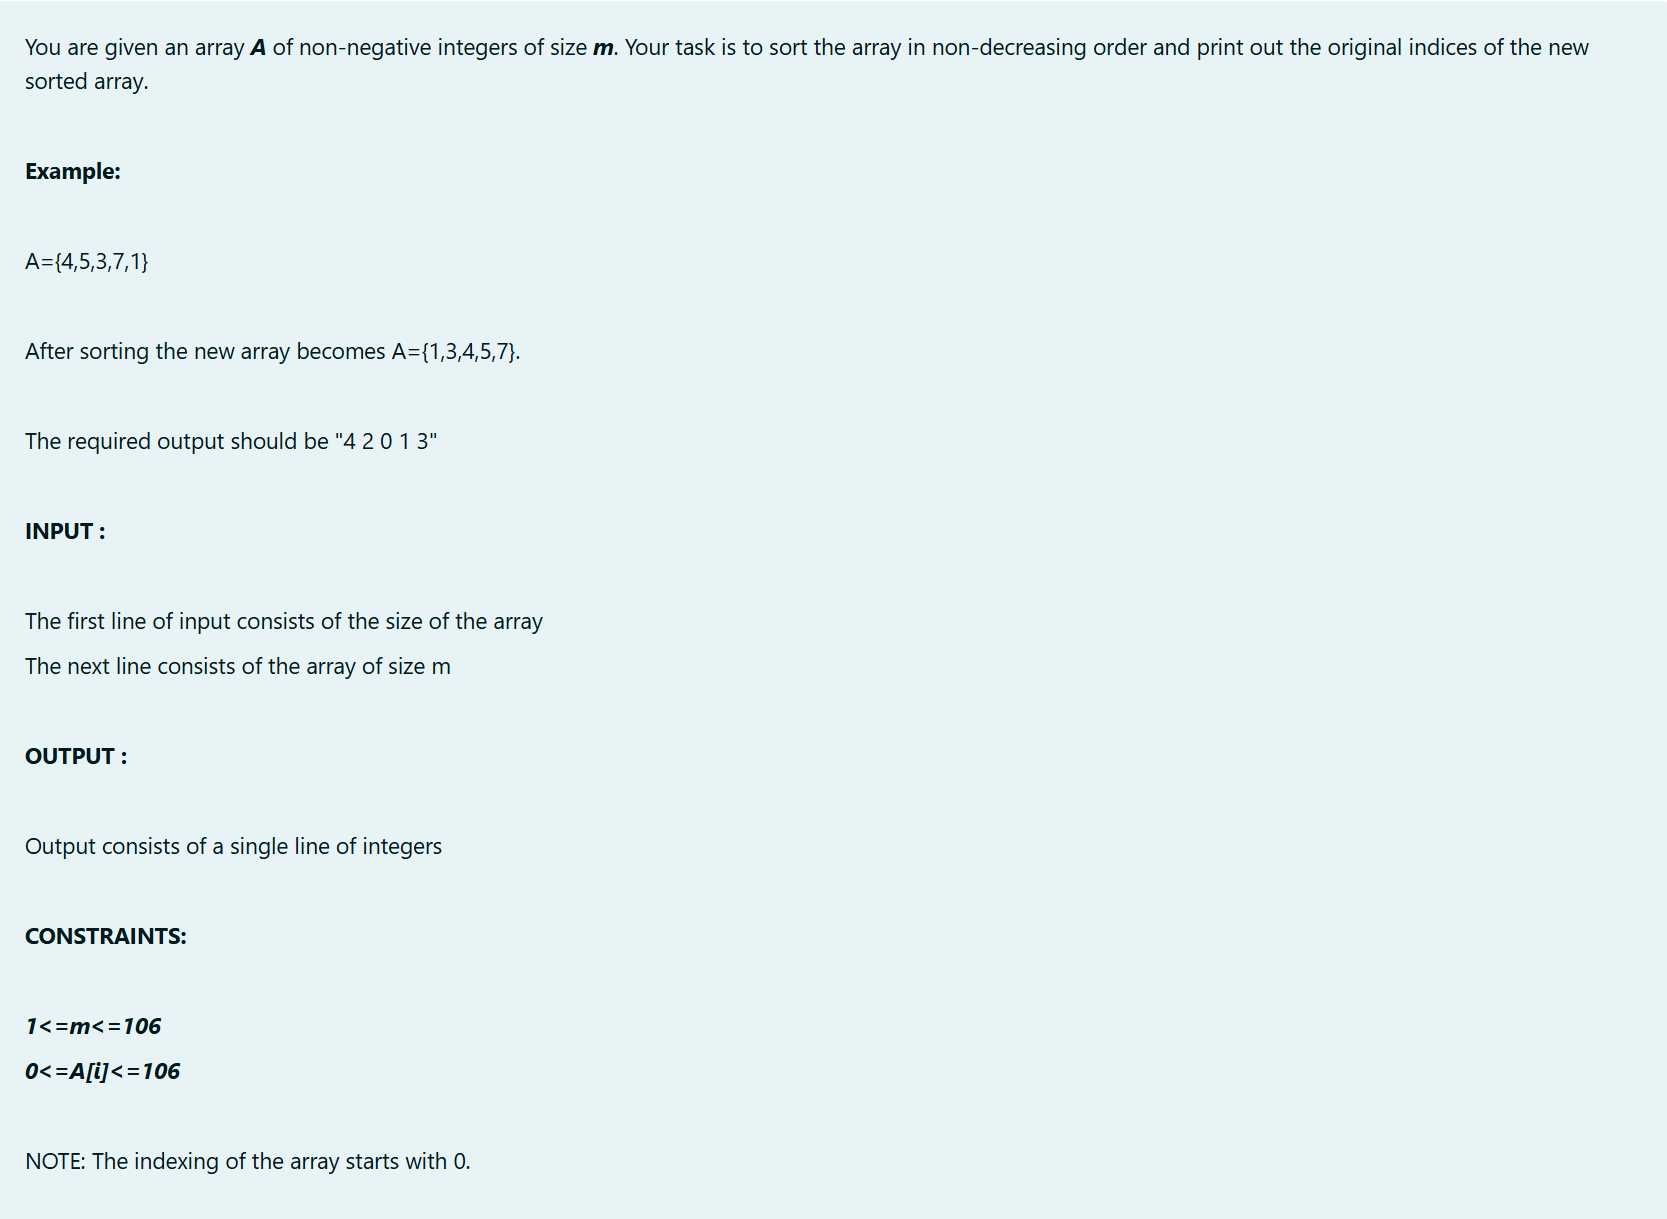 You are given an array A of non-negative integers of size m. Your task is to sort the array in non-decreasing order and print out the original indices of the new
sorted array.
Example:
A={4,5,3,7,1}
After sorting the new array becomes A={1,3,4,5,7}.
The required output should be "4 2 0 1 3"
INPUT :
The first line of input consists of the size of the array
The next line consists of the array of size m
OUTPUT :
Output consists of a single line of integers
CONSTRAINTS:
1<=m<=106
0<=A[i]<=106
NOTE: The indexing of the array starts with 0.